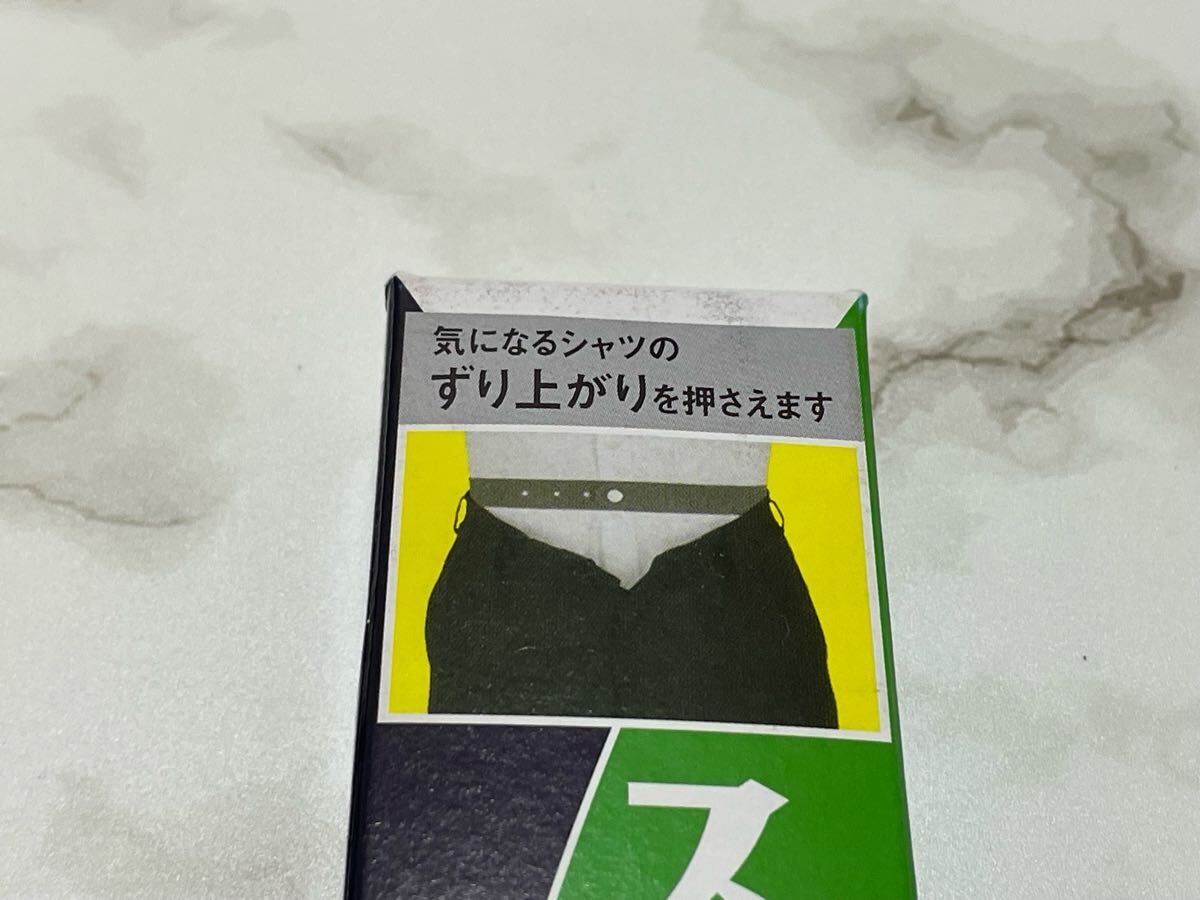 気になるシャツの
ずり上がりを押さえます
ス